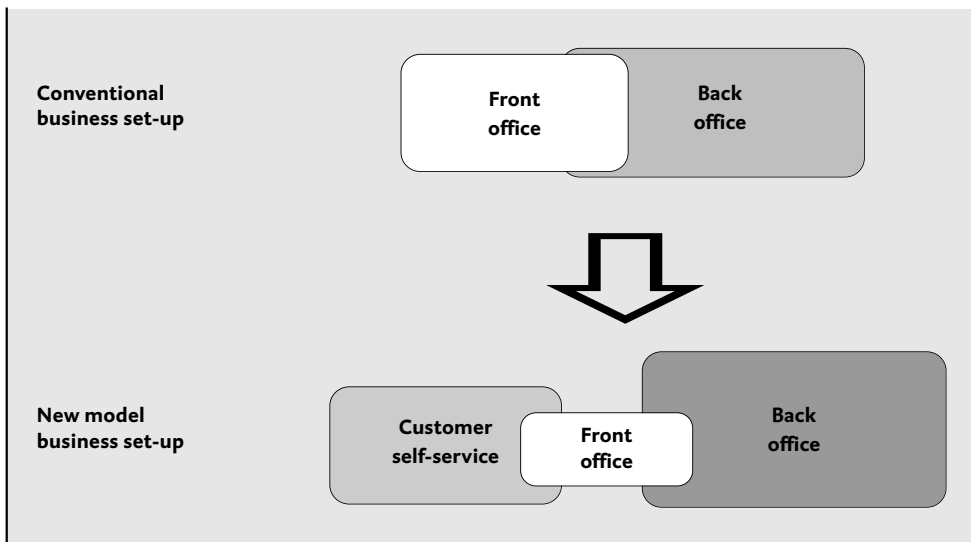 Conventional
business set-up
Front
office
Back
office
New model
business set-up
Customer
self-service
Front
office
Back
office